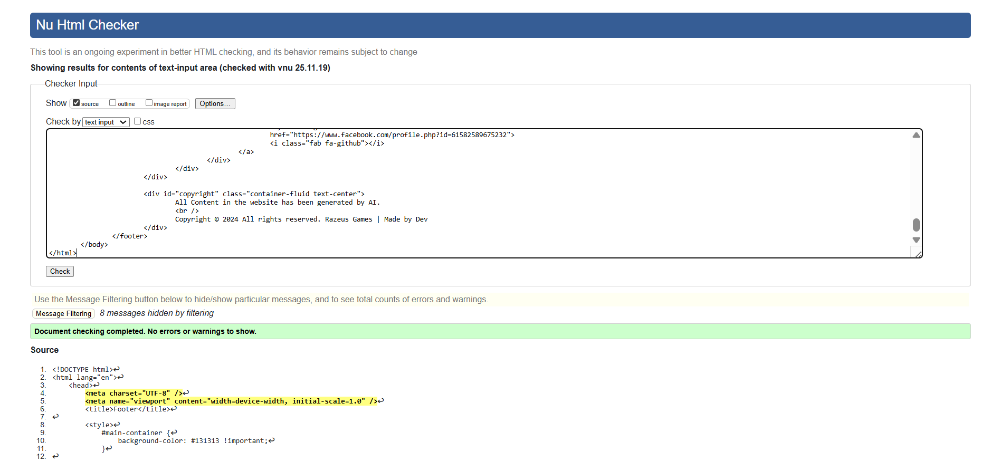 Nu Html Checker
This tool is an ongoing experiment in better HTML checking, and its behavior remains subject to change
Showing results for contents of text-input area (checked with vnu 25.11.19)
Checker Input
Show source outline image report Options...
Check by text input css
href="https://www.facebook.com/profile.php?id=61582589675232">
<i class="fab fa-github"></i>
</a>
</div>
</div>
</div>
<div id="copyright" class="container-fluid text-center">
All Content in the website has been generated by AI.
<br />
Copyright © 2024 All rights reserved. Razeus Games | Made by Dev
</div>
</footer>
</body>
</html>
Check
Use the Message Filtering button below to hide/show particular messages, and to see total counts of errors and warnings.
Message Filtering 8 messages hidden by filtering
Document checking completed. No errors or warnings to show.
Source
1. <!DOCTYPE html>↩
2. <html lang="en">↩
3. <head>↩
4. <meta charset="UTF-8" />↩
5. <meta name="viewport" content="width=device-width, initial-scale=1.0" />↩
6. <title>Footer</title>↩
7. ↩
8. <style>↩
9. #main-container {↩
10. background-color: #131313 !important;↩
11. }↩
12. ↩